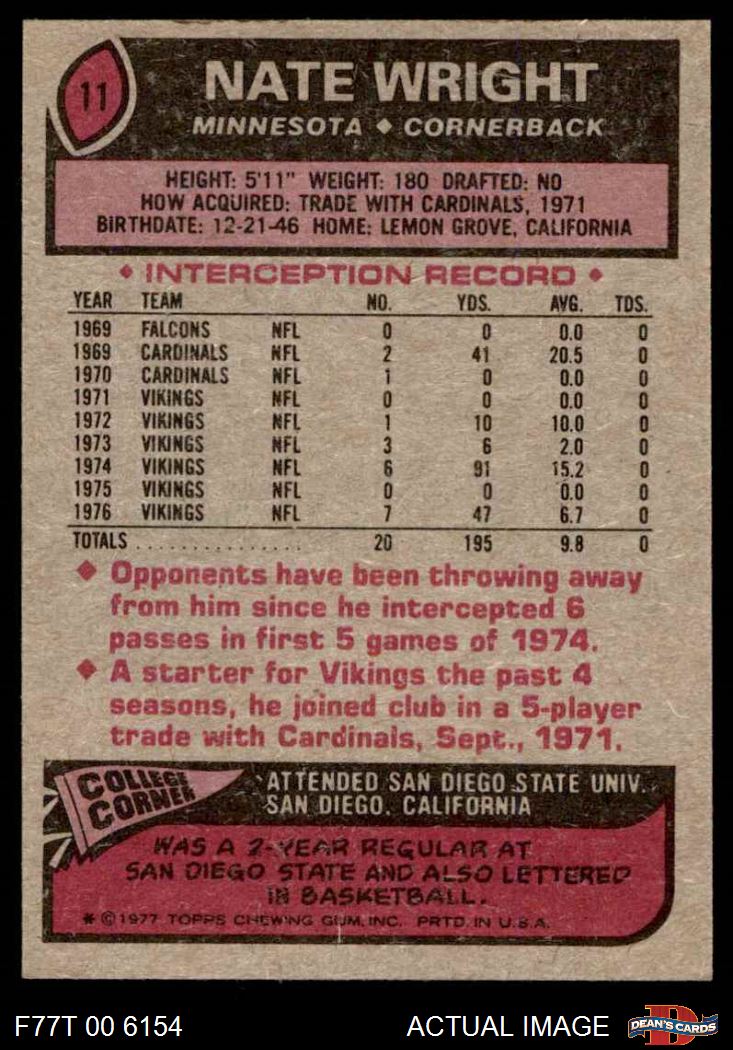 11
NATE WRIGHT
MINNESOTA ♦ CORNERBACK
HEIGHT: 5'11" WEIGHT: 180 DRAFTED: NO
HOW ACQUIRED: TRADE WITH CARDINALS, 1971
BIRTHDATE: 12-21-46 HOME: LEMON GROVE, CALIFORNIA
♦ INTERCEPTION RECORD ♦
YEAR TEAM NO. YDS. AVG. TDS.
1969 FALCONS NFL 0 0 0.0 0
1969 CARDINALS NFL 2 41 20.5 0
1970 CARDINALS NFL 1 0 0.0 0
1971 VIKINGS NFL 0 0 0.0 0
1972 VIKINGS NFL 1 10 10.0 0
1973 VIKINGS NFL 3 6 2.0 0
1974 VIKINGS NFL 6 91 15.2 0
1975 VIKINGS NFL 0 0 0.0 0
1976 VIKINGS NFL 7 47 6.7 0
TOTALS . . . . . . . . . . . . . . . 20 195 9.8 0
♦ Opponents have been throwing away
from him since he intercepted 6
passes in first 5 games of 1974.
♦ A starter for Vikings the past 4
seasons, he joined club in a 5-player
trade with Cardinals, Sept., 1971.
COLLEGE
CORNER
ATTENDED SAN DIEGO STATE UNIV.
SAN DIEGO, CALIFORNIA
WAS A 2-YEAR REGULAR AT
SAN DIEGO STATE AND ALSO LETTERED
IN BASKETBALL.
* © 1977 TOPPS CHEWING GUM, INC. PRTD. IN U.S.A.
F77T 00 6154 ACTUAL IMAGE
D
DEAN'S CARDS